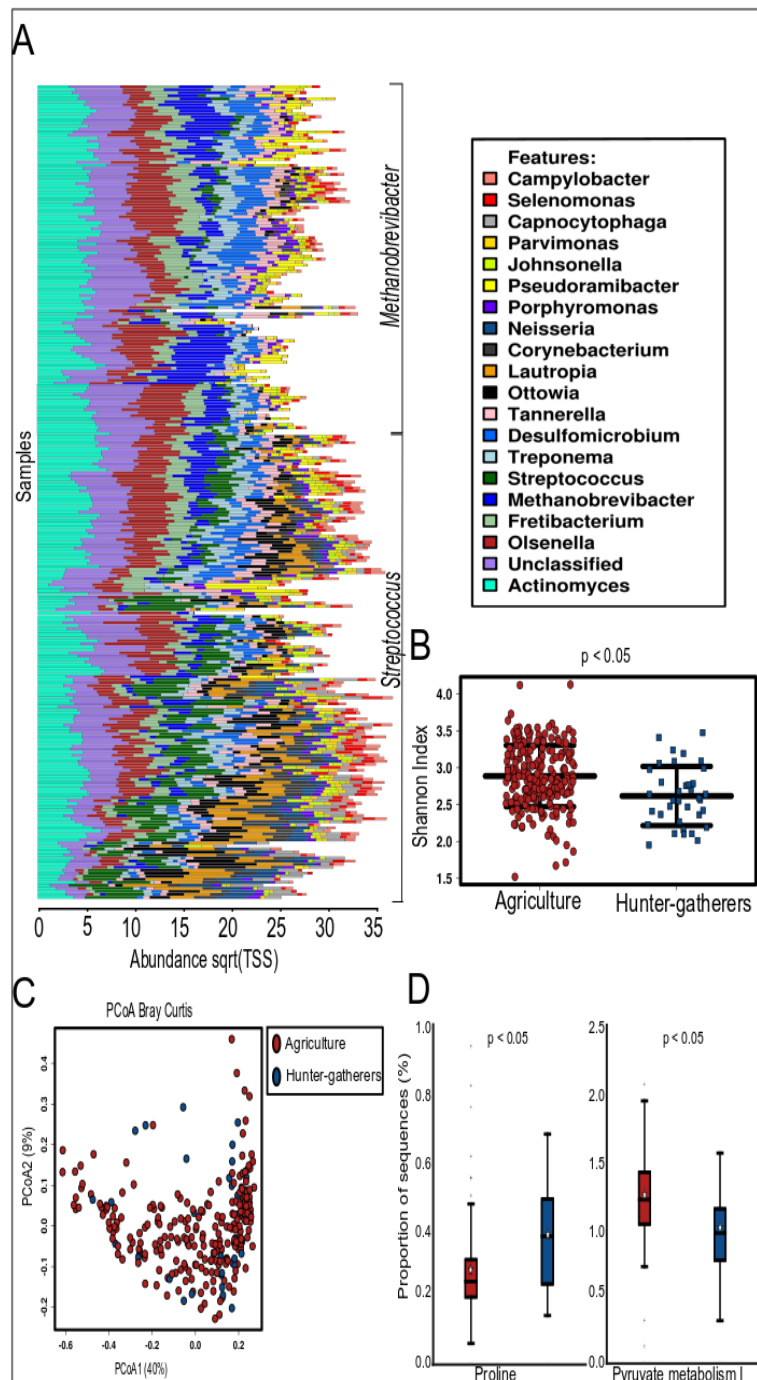 A
Samples
Methanobrevibacter
Streptococcus
0 5 10 15 20 25 30 35
Abundance sqrt(TSS)
Features:
Campylobacter
Selenomonas
Capnocytophaga
Parvimonas
Johnsonella
Pseudoramibacter
Porphyromonas
Neisseria
Corynebacterium
Lautropia
Ottowia
Tannerella
Desulfomicrobium
Treponema
Streptococcus
Methanobrevibacter
Fretibacterium
Olsenella
Unclassified
Actinomyces
B
p < 0.05
Shannon Index
4.0
3.5
3.0
2.5
2.0
1.5
Agriculture Hunter-gatherers
C
PCoA Bray Curtis
Agriculture
Hunter-gatherers
PCoA2 (9%)
0.4
0.3
0.2
0.1
0.0
-0.1
-0.2
-0.6 -0.4 -0.2 0.0 0.2
PCoA1 (40%)
D
Proportion of sequences (%)
1.0
0.8
0.6
0.4
0.2
0.0
p < 0.05
Proline
2.5
2.0
1.5
1.0
0.5
0.0
p < 0.05
Pyruvate metabolism I